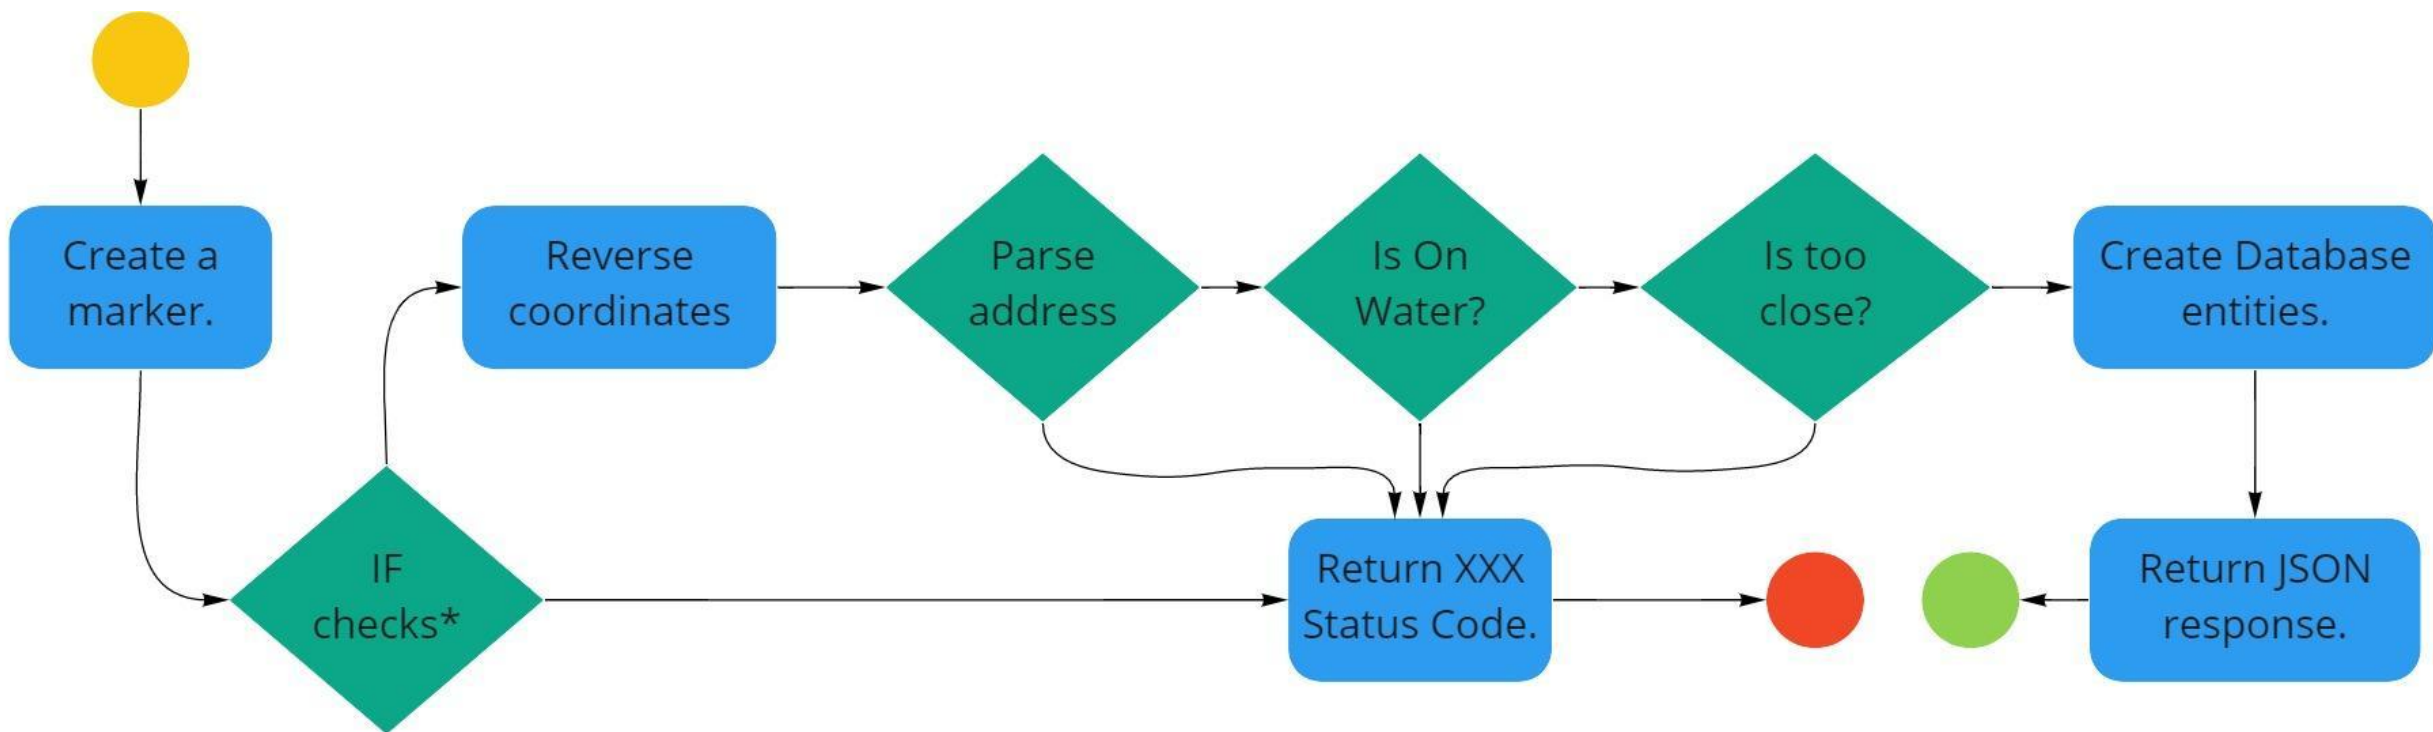 Create a
marker.
Reverse
coordinates
Parse
address
Is On
Water?
Is too
close?
Create Database
entities.
IF
checks*
Return XXX
Status Code.
Return JSON
response.